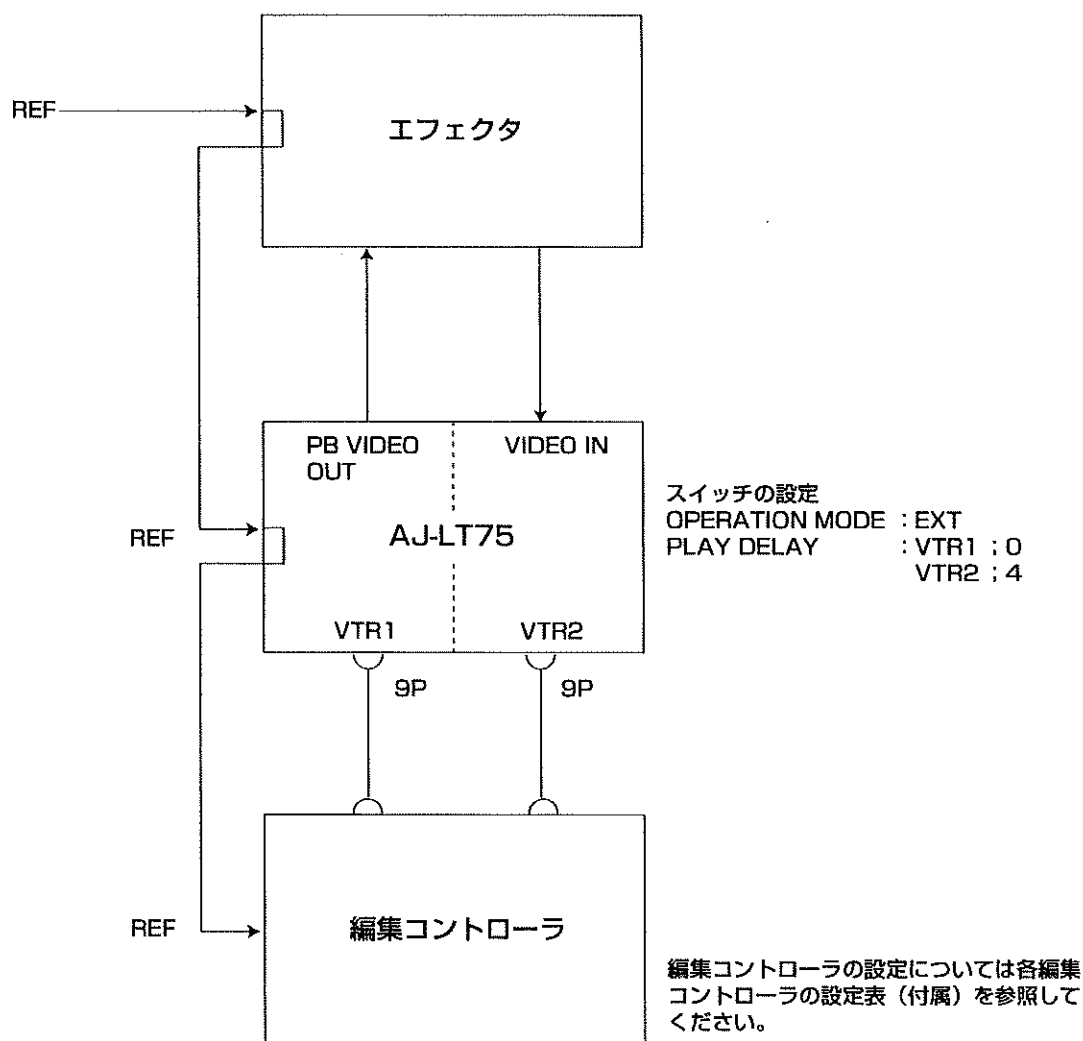 REF
エフェクタ
PB VIDEO
OUT
VIDEO IN
REF
AJ-LT75
スイッチの設定
OPERATION MODE : EXT
PLAY DELAY : VTR1 ; 0
VTR2 ; 4
VTR1
VTR2
9P
9P
REF
編集コントローラ
編集コントローラの設定については各編集
コントローラの設定表（付属）を参照して
ください。